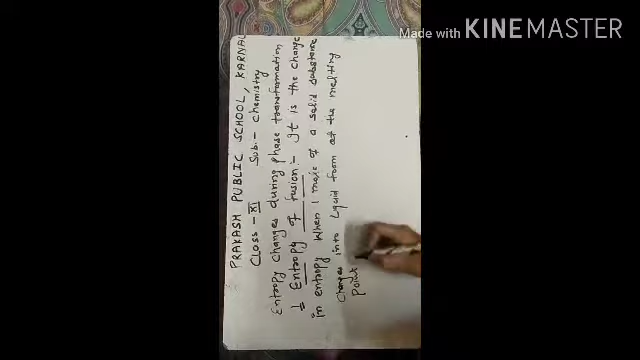 Made with KINEMASTER
PRAKASH PUBLIC SCHOOL, KARNAL
Class - XI Sub:- Chemistry
Entropy changes during phase transformation
= Entropy of fusion:- It is the change
in entropy when 1 mole of a solid substance
changes into liquid form at the melting
Point